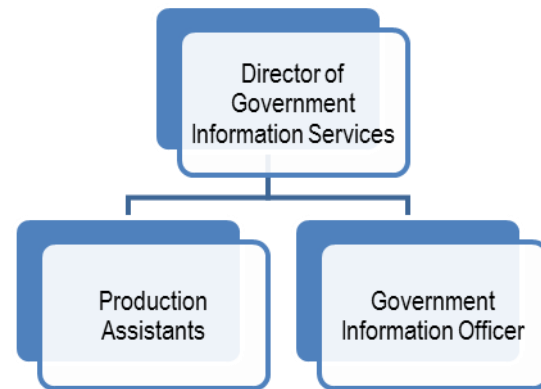 Director of
Government
Information Services
Production
Assistants
Government
Information Officer